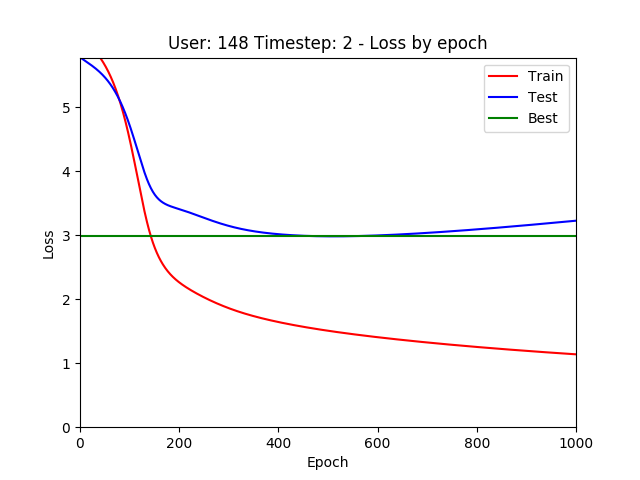 User: 148 Timestep: 2 - Loss by epoch
Train
Test
Best
5
4
3
2
1
0
Loss
0 200 400 600 800 1000
Epoch